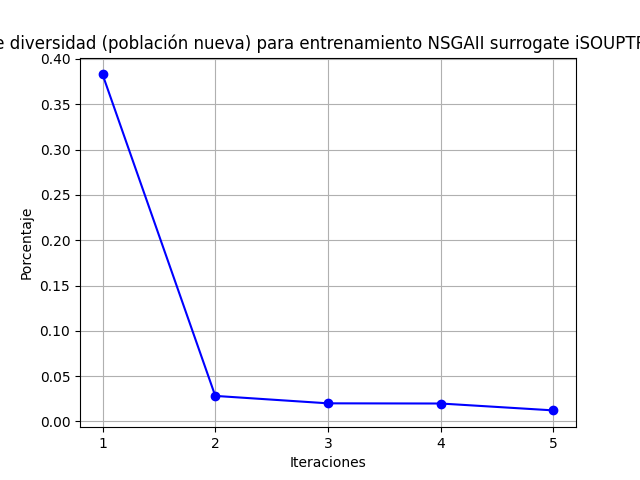 e diversidad (población nueva) para entrenamiento NSGAII surrogate iSOUPT
0.40
0.35
0.30
0.25
0.20
0.15
0.10
0.05
0.00
Porcentaje
1 2 3 4 5
Iteraciones